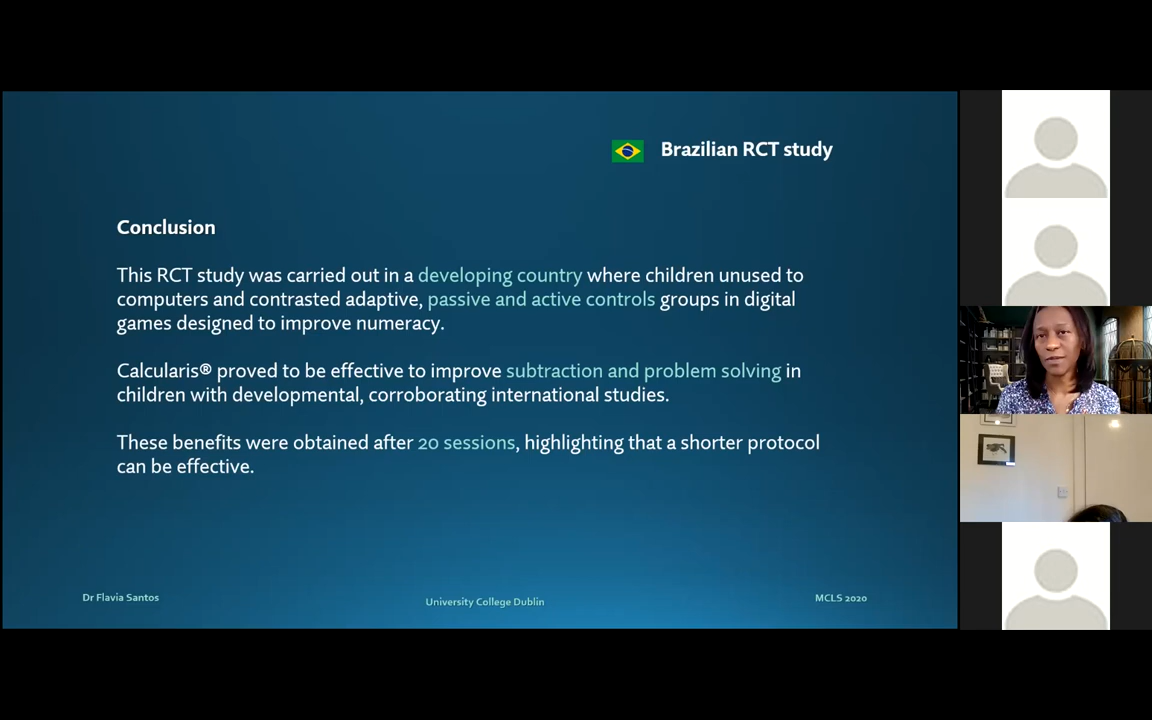 Brazilian RCT study
Conclusion
This RCT study was carried out in a developing country where children unused to
computers and contrasted adaptive, passive and active controls groups in digital
games designed to improve numeracy.
Calcularis® proved to be effective to improve subtraction and problem solving in
children with developmental, corroborating international studies.
These benefits were obtained after 20 sessions, highlighting that a shorter protocol
can be effective.
Dr Flavia Santos
University College Dublin
MCLS 2020